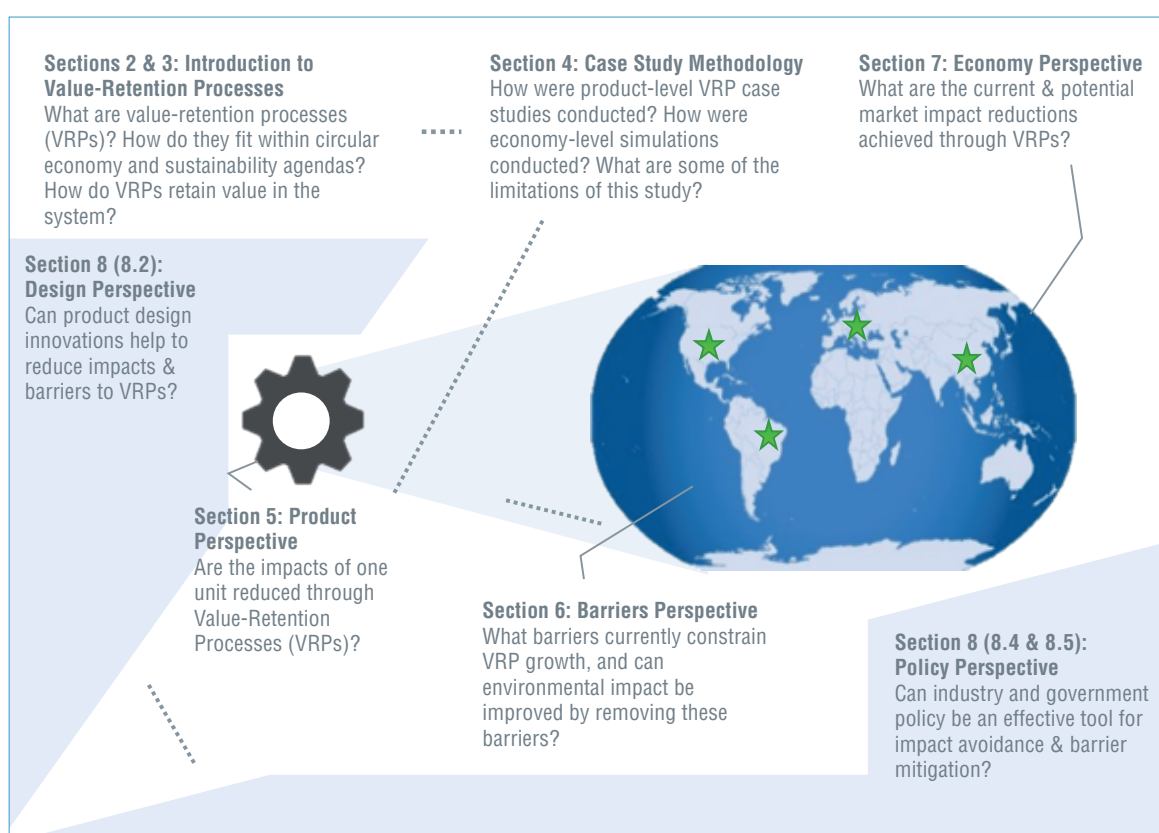 Sections 2 & 3: Introduction to
Value-Retention Processes
What are value-retention processes
(VRPs)? How do they fit within circular
economy and sustainability agendas?
How do VRPs retain value in the
system?
Section 4: Case Study Methodology
How were product-level VRP case
studies conducted? How were
economy-level simulations
conducted? What are some of the
limitations of this study?
Section 7: Economy Perspective
What are the current & potential
market impact reductions
achieved through VRPs?
Section 8 (8.2):
Design Perspective
Can product design
innovations help to
reduce impacts &
barriers to VRPs?
Section 5: Product
Perspective
Are the impacts of one
unit reduced through
Value-Retention
Processes (VRPs)?
Section 6: Barriers Perspective
What barriers currently constrain
VRP growth, and can
environmental impact be
improved by removing these
barriers?
Section 8 (8.4 & 8.5):
Policy Perspective
Can industry and government
policy be an effective tool for
impact avoidance & barrier
mitigation?